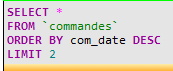 SELECT *
FROM `commandes`
ORDER BY com_date DESC
LIMIT 2